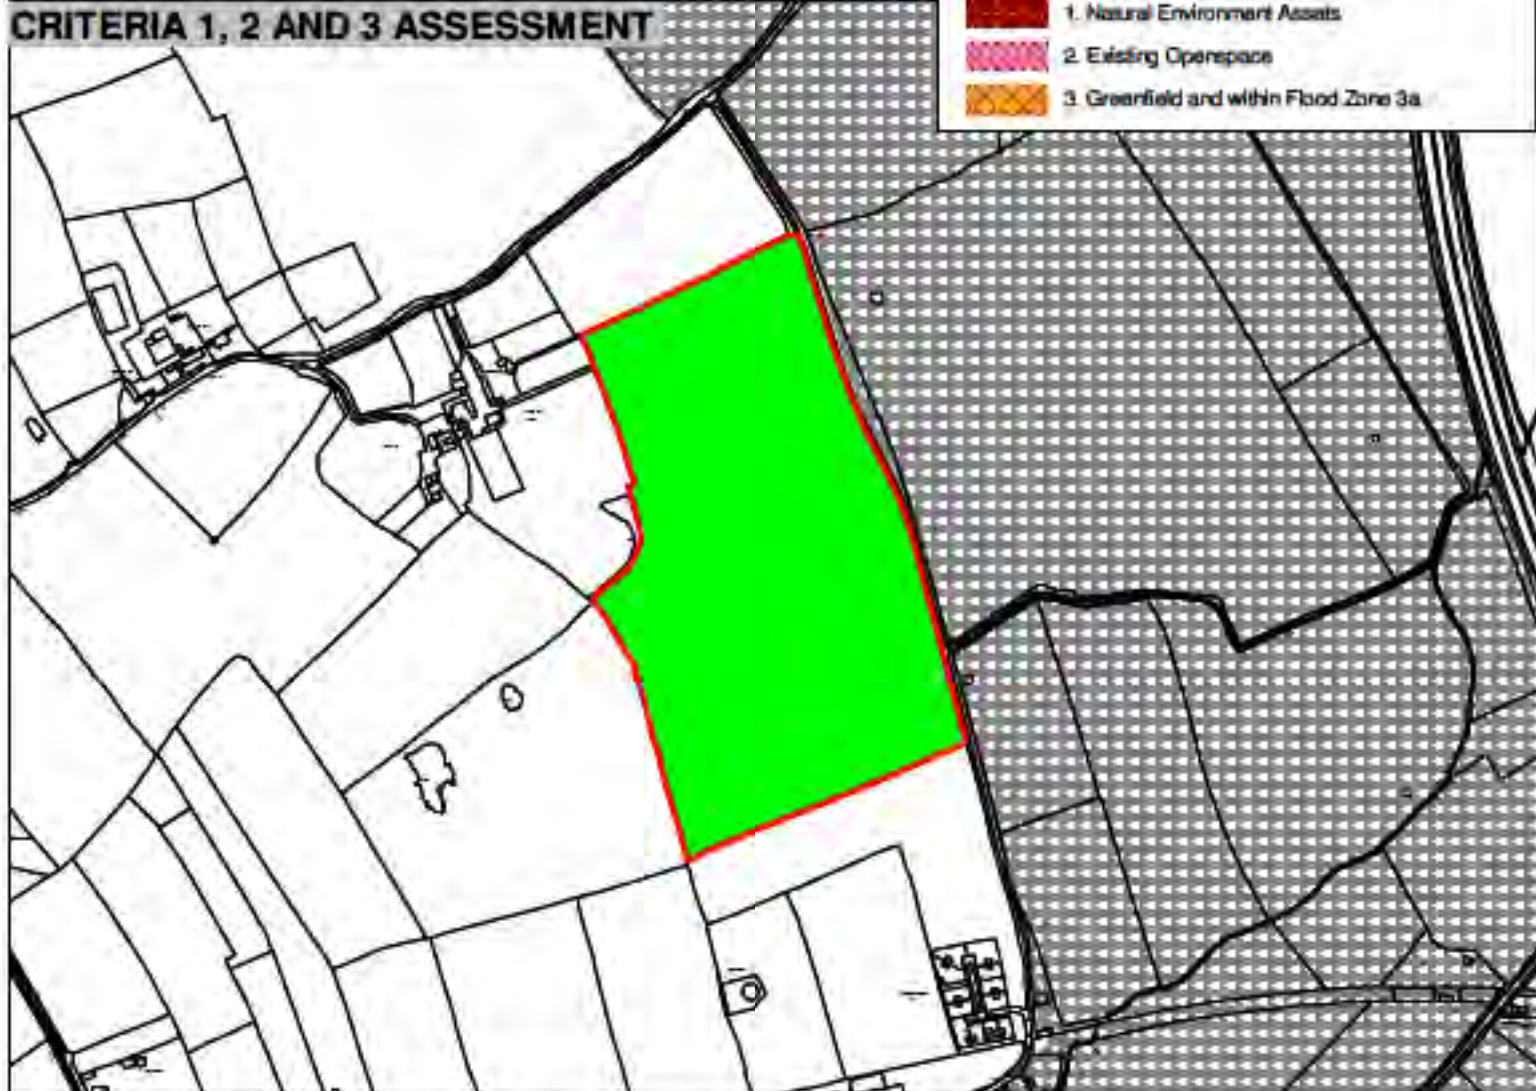 CRITERIA 1, 2 AND 3 ASSESSMENT
1. Natural Environment Assets
2. Existing Openspace
3. Greenfield and within Flood Zone 3a